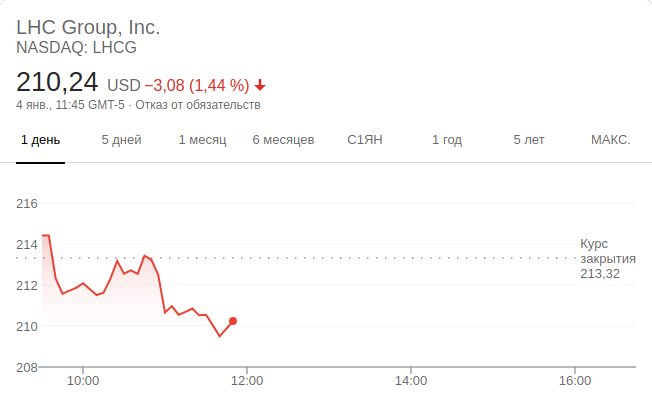 LHC Group, Inc.
NASDAQ: LHCG
210,24 USD −3,08 (1,44 %)
4 янв., 11:45 GMT-5 · Отказ от обязательств
1 день 5 дней 1 месяц 6 месяцев С1ЯН 1 год 5 лет МАКС.
216
214
212
210
208
Курс
закрытия
213,32
10:00 12:00 14:00 16:00